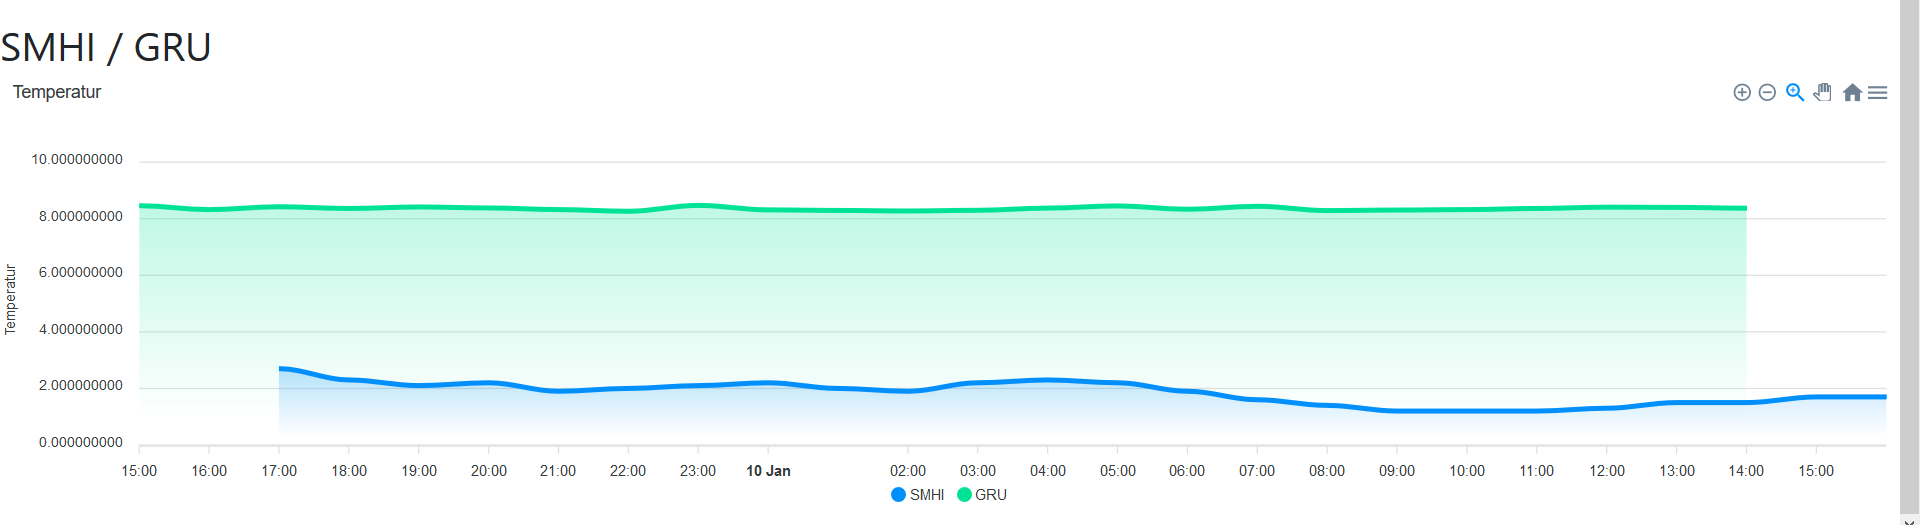 SMHI / GRU
Temperatur
10.000000000
8.000000000
6.000000000
4.000000000
2.000000000
0.000000000
Temperatur
15:00 16:00 17:00 18:00 19:00 20:00 21:00 22:00 23:00 10 Jan 02:00 03:00 04:00 05:00 06:00 07:00 08:00 09:00 10:00 11:00 12:00 13:00 14:00 15:00
SMHI GRU